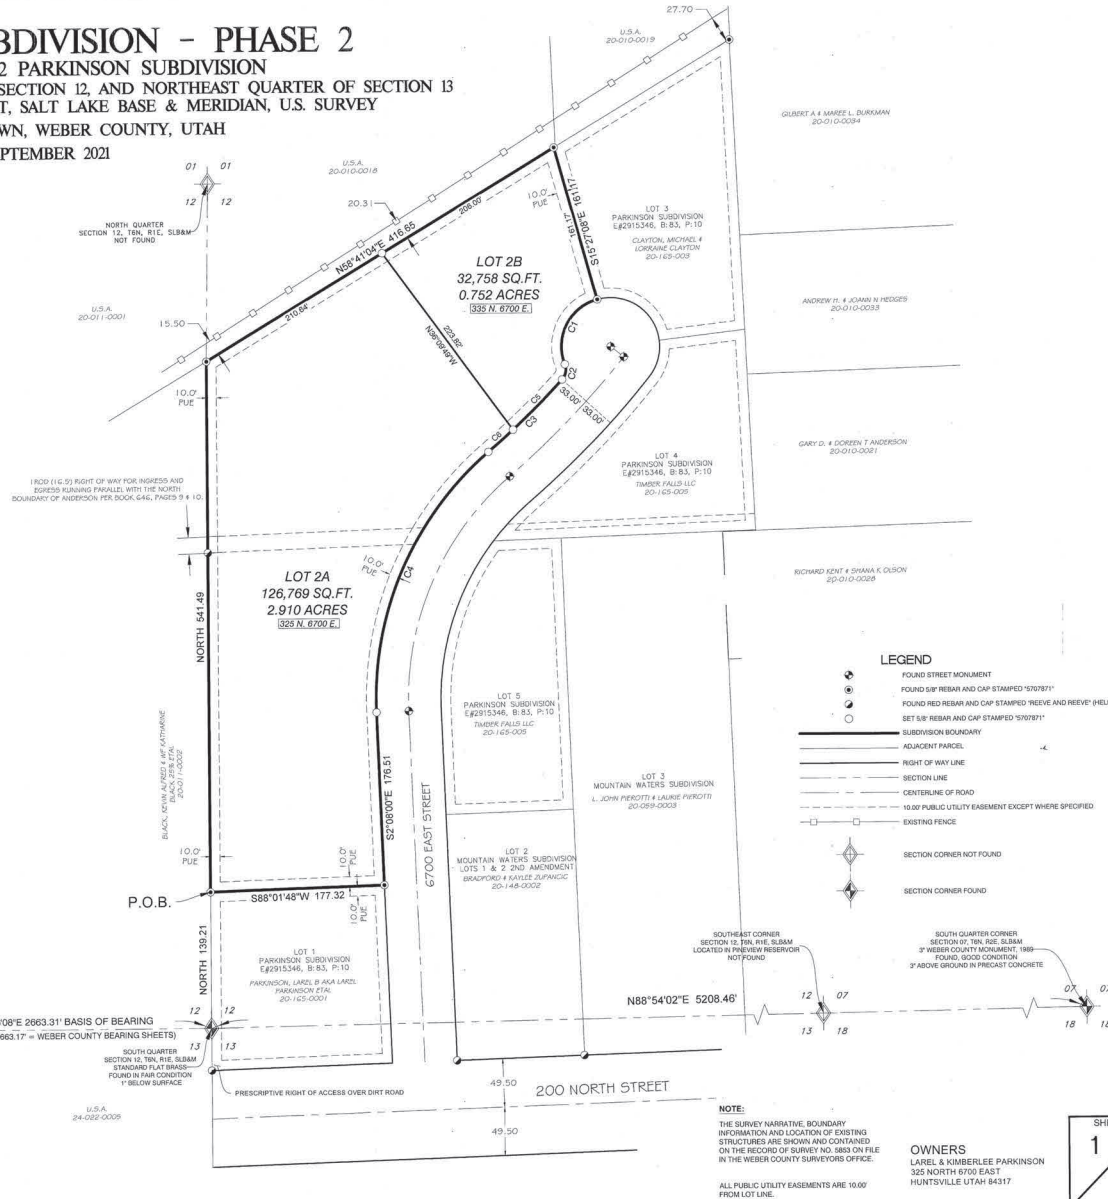 BDIVISION - PHASE 2
2 PARKINSON SUBDIVISION
SECTION 12, AND NORTHEAST QUARTER OF SECTION 13
T, SALT LAKE BASE & MERIDIAN, U.S. SURVEY
WN, WEBER COUNTY, UTAH
PTEMBER 2021
27.70
U.S.A.
20-010-0019
GILBERT A & MAREE L. BURKMAN
20-010-0034
01 01
12 12
NORTH QUARTER
SECTION 12, T6N, R1E, SLB&M
NOT FOUND
U.S.A.
20-010-0018
20.31
N58°41'04"E 416.65
206.00'
210.64'
10.0'
PUE
S15°27'08"E 161.17
161.17'
LOT 3
PARKINSON SUBDIVISION
E#2915346, B:83, P:10
CLAYTON, MICHAEL &
LORRAINE CLAYTON
20-165-003
LOT 2B
32,758 SQ.FT.
0.752 ACRES
335 N. 6700 E.
U.S.A.
20-011-0001
15.50
ANDREW H. & JOANN N HEDGES
20-010-0033
223.82'
N36°09'49"W
C1
C2
C5
C3
C6
33.00' 33.00'
10.0'
PUE
GARY D. & DOREEN T ANDERSON
20-010-0021
LOT 4
PARKINSON SUBDIVISION
E#2915346, B:83, P:10
TIMBER FALLS LLC
20-165-005
1 ROD (16.5') RIGHT OF WAY FOR INGRESS AND
EGRESS RUNNING PARALLEL WITH THE NORTH
BOUNDARY OF ANDERSON PER BOOK 646, PAGES 9 & 10.
10.0'
PUE
C4
LOT 2A
126,769 SQ.FT.
2.910 ACRES
325 N. 6700 E.
RICHARD KENT & SHANA K OLSON
20-010-0028
NORTH 541.49
LEGEND
FOUND STREET MONUMENT
FOUND 5/8" REBAR AND CAP STAMPED "5707871"
FOUND RED REBAR AND CAP STAMPED "REEVE AND REEVE" (HEL
SET 5/8" REBAR AND CAP STAMPED "5707871"
SUBDIVISION BOUNDARY
ADJACENT PARCEL
RIGHT OF WAY LINE
SECTION LINE
CENTERLINE OF ROAD
10.00' PUBLIC UTILITY EASEMENT EXCEPT WHERE SPECIFIED
EXISTING FENCE
SECTION CORNER NOT FOUND
SECTION CORNER FOUND
LOT 5
PARKINSON SUBDIVISION
E#2915346, B:83, P:10
TIMBER FALLS LLC
20-165-005
BLACK, KEVIN ALFRED & WF KATHARINE
BLACK 25% ETAL
20-011-0002
S2°08'00"E 176.51
6700 EAST STREET
LOT 3
MOUNTAIN WATERS SUBDIVISION
L. JOHN PIEROTTI & LAURIE PIEROTTI
20-059-0003
LOT 2
MOUNTAIN WATERS SUBDIVISION
LOTS 1 & 2 2ND AMENDMENT
BRADFORD & KAYLEE ZUPANCIC
20-148-0002
10.0'
PUE
10.0'
PUE
10.0'
PUE
P.O.B.
S88°01'48"W 177.32
NORTH 139.21
LOT 1
PARKINSON SUBDIVISION
E#2915346, B:83, P:10
PARKINSON, LAREL B AKA LAREL
PARKINSON ETAL
20-165-0001
SOUTHEAST CORNER
SECTION 12, T6N, R1E, SLB&M
LOCATED IN PINEVIEW RESERVOIR
NOT FOUND
SOUTH QUARTER CORNER
SECTION 07, T6N, R2E, SLB&M
3" WEBER COUNTY MONUMENT, 1989
FOUND, GOOD CONDITION
3" ABOVE GROUND IN PRECAST CONCRETE
N88°54'02"E 5208.46'
12 07
13 18
07 07
18 18
'08"E 2663.31' BASIS OF BEARING
663.17' = WEBER COUNTY BEARING SHEETS)
12 12
13 13
SOUTH QUARTER
SECTION 12, T6N, R1E, SLB&M
STANDARD FLAT BRASS
FOUND IN FAIR CONDITION
1" BELOW SURFACE
PRESCRIPTIVE RIGHT OF ACCESS OVER DIRT ROAD
U.S.A.
24-022-0005
49.50
200 NORTH STREET
49.50
NOTE:
THE SURVEY NARRATIVE, BOUNDARY
INFORMATION AND LOCATION OF EXISTING
STRUCTURES ARE SHOWN AND CONTAINED
ON THE RECORD OF SURVEY NO. 5853 ON FILE
IN THE WEBER COUNTY SURVEYORS OFFICE.
ALL PUBLIC UTILITY EASEMENTS ARE 10.00'
FROM LOT LINE.
OWNERS
LAREL & KIMBERLEE PARKINSON
325 NORTH 6700 EAST
HUNTSVILLE UTAH 84317
SH
1